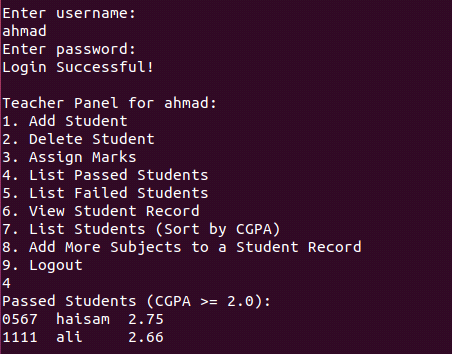 Enter username:
ahmad
Enter password:
Login Successful!

Teacher Panel for ahmad:
1. Add Student
2. Delete Student
3. Assign Marks
4. List Passed Students
5. List Failed Students
6. View Student Record
7. List Students (Sort by CGPA)
8. Add More Subjects to a Student Record
9. Logout
4
Passed Students (CGPA >= 2.0):
0567  haisam  2.75
1111  ali     2.66